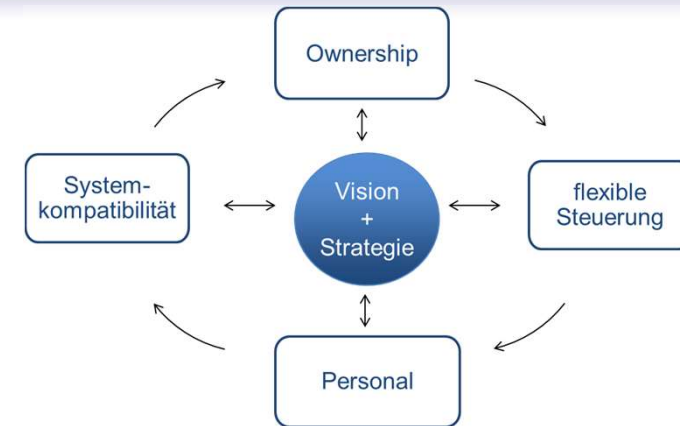 Ownership
System-
kompatibilität
Vision
+
Strategie
flexible
Steuerung
Personal